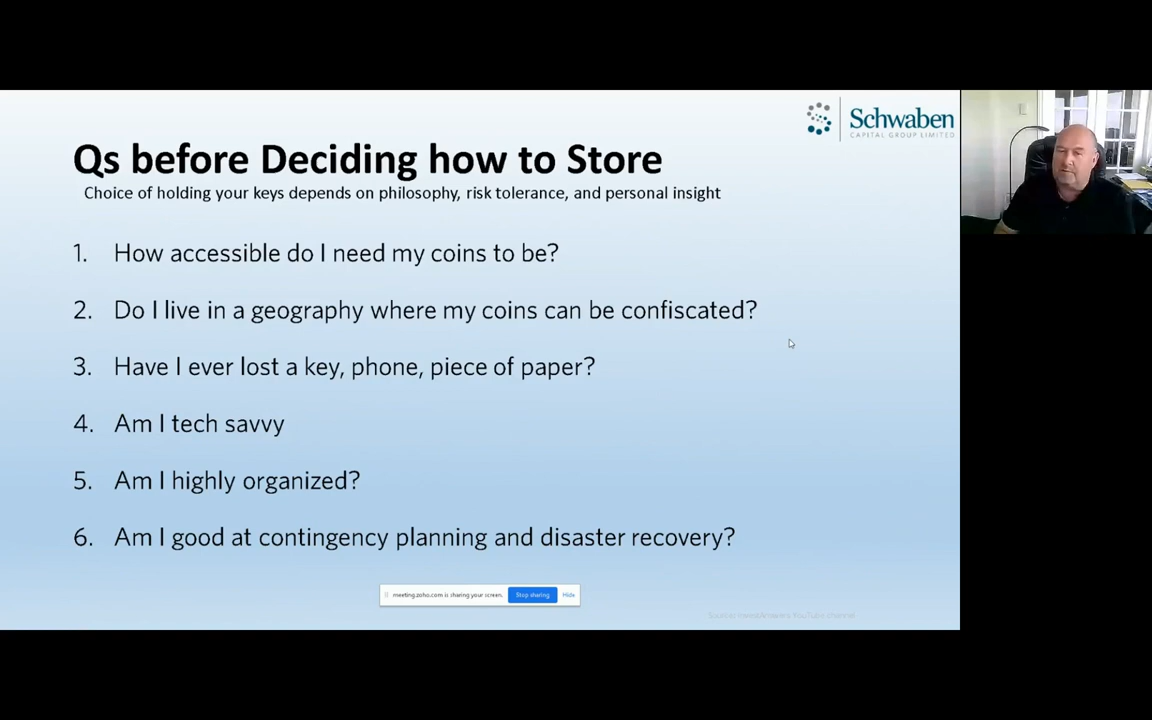 Schwaben
CAPITAL GROUP LIMITED
Qs before Deciding how to Store
Choice of holding your keys depends on philosophy, risk tolerance, and personal insight
1. How accessible do I need my coins to be?
2. Do I live in a geography where my coins can be confiscated?
3. Have I ever lost a key, phone, piece of paper?
4. Am I tech savvy
5. Am I highly organized?
6. Am I good at contingency planning and disaster recovery?
meeting.zoho.com is sharing your screen. Stop sharing Hide
YouTube channel